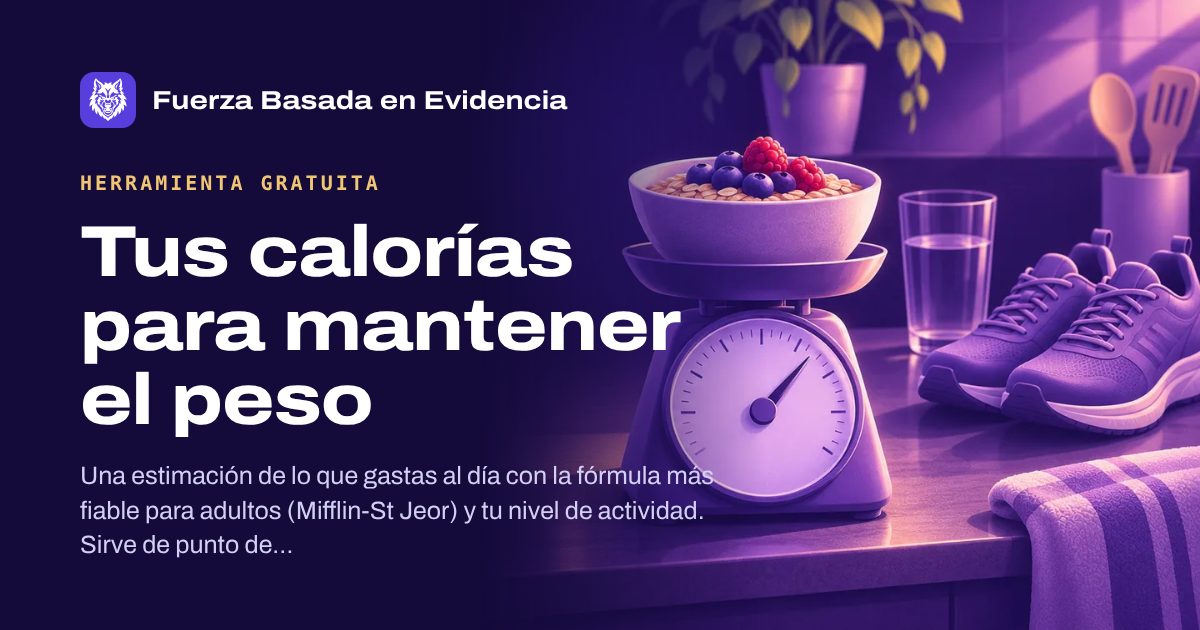 Fuerza Basada en Evidencia
HERRAMIENTA GRATUITA
Tus calorías
para mantener
el peso
Una estimación de lo que gastas al día con la fórmula más
fiable para adultos (Mifflin-St Jeor) y tu nivel de actividad.
Sirve de punto de...